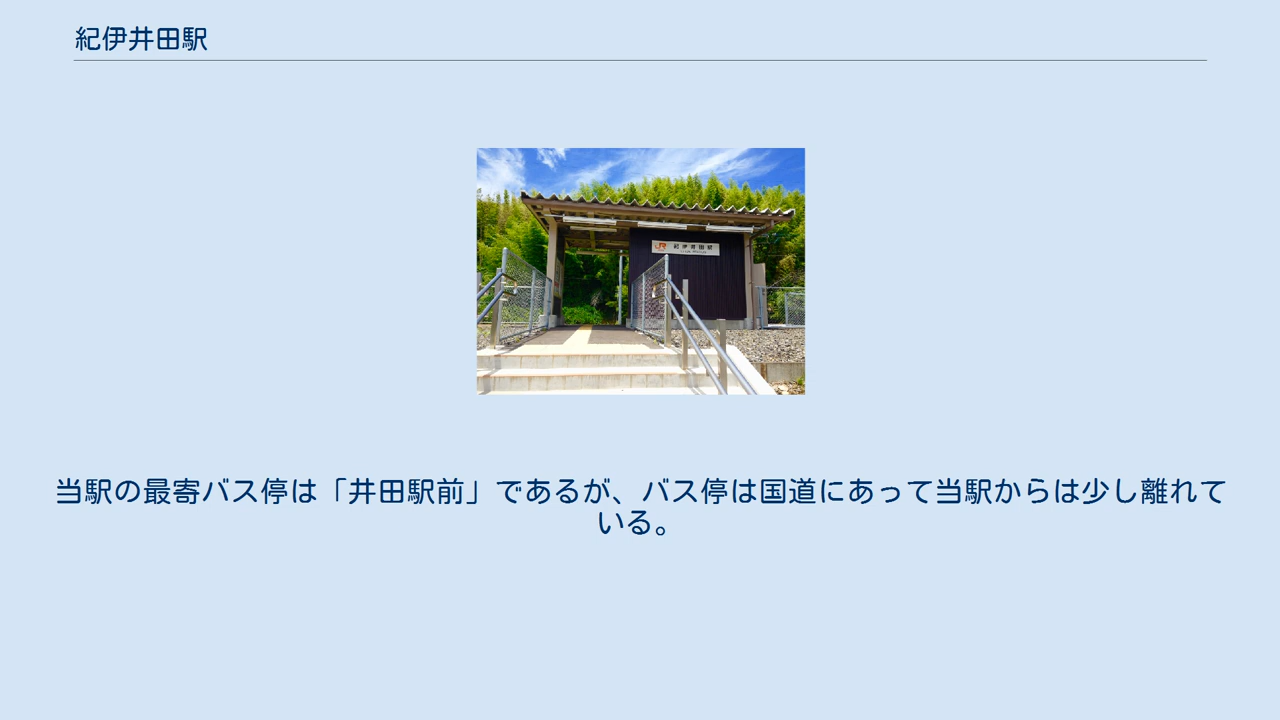 紀伊井田駅
JR 紀伊井田駅
当駅の最寄バス停は「井田駅前」であるが、バス停は国道にあって当駅からは少し離れて
いる。